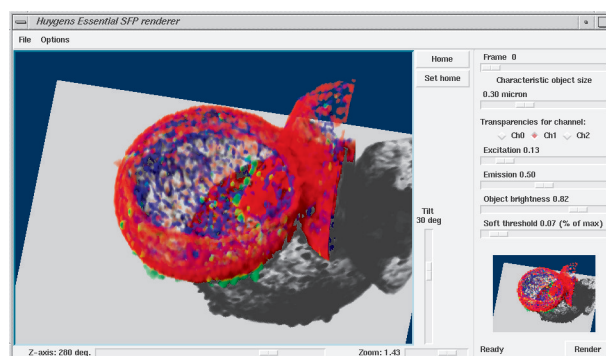 Huygens Essential SFP renderer
File Options
Home
Set home
Tilt
30 deg
Z-axis: 280 deg.
Zoom: 1.43
Frame 0
Characteristic object size
0.30 micron
Transparencies for channel:
Ch0 Ch1 Ch2
Excitation 0.13
Emission 0.50
Object brightness 0.82
Soft threshold 0.07 (% of max)
Ready
Render